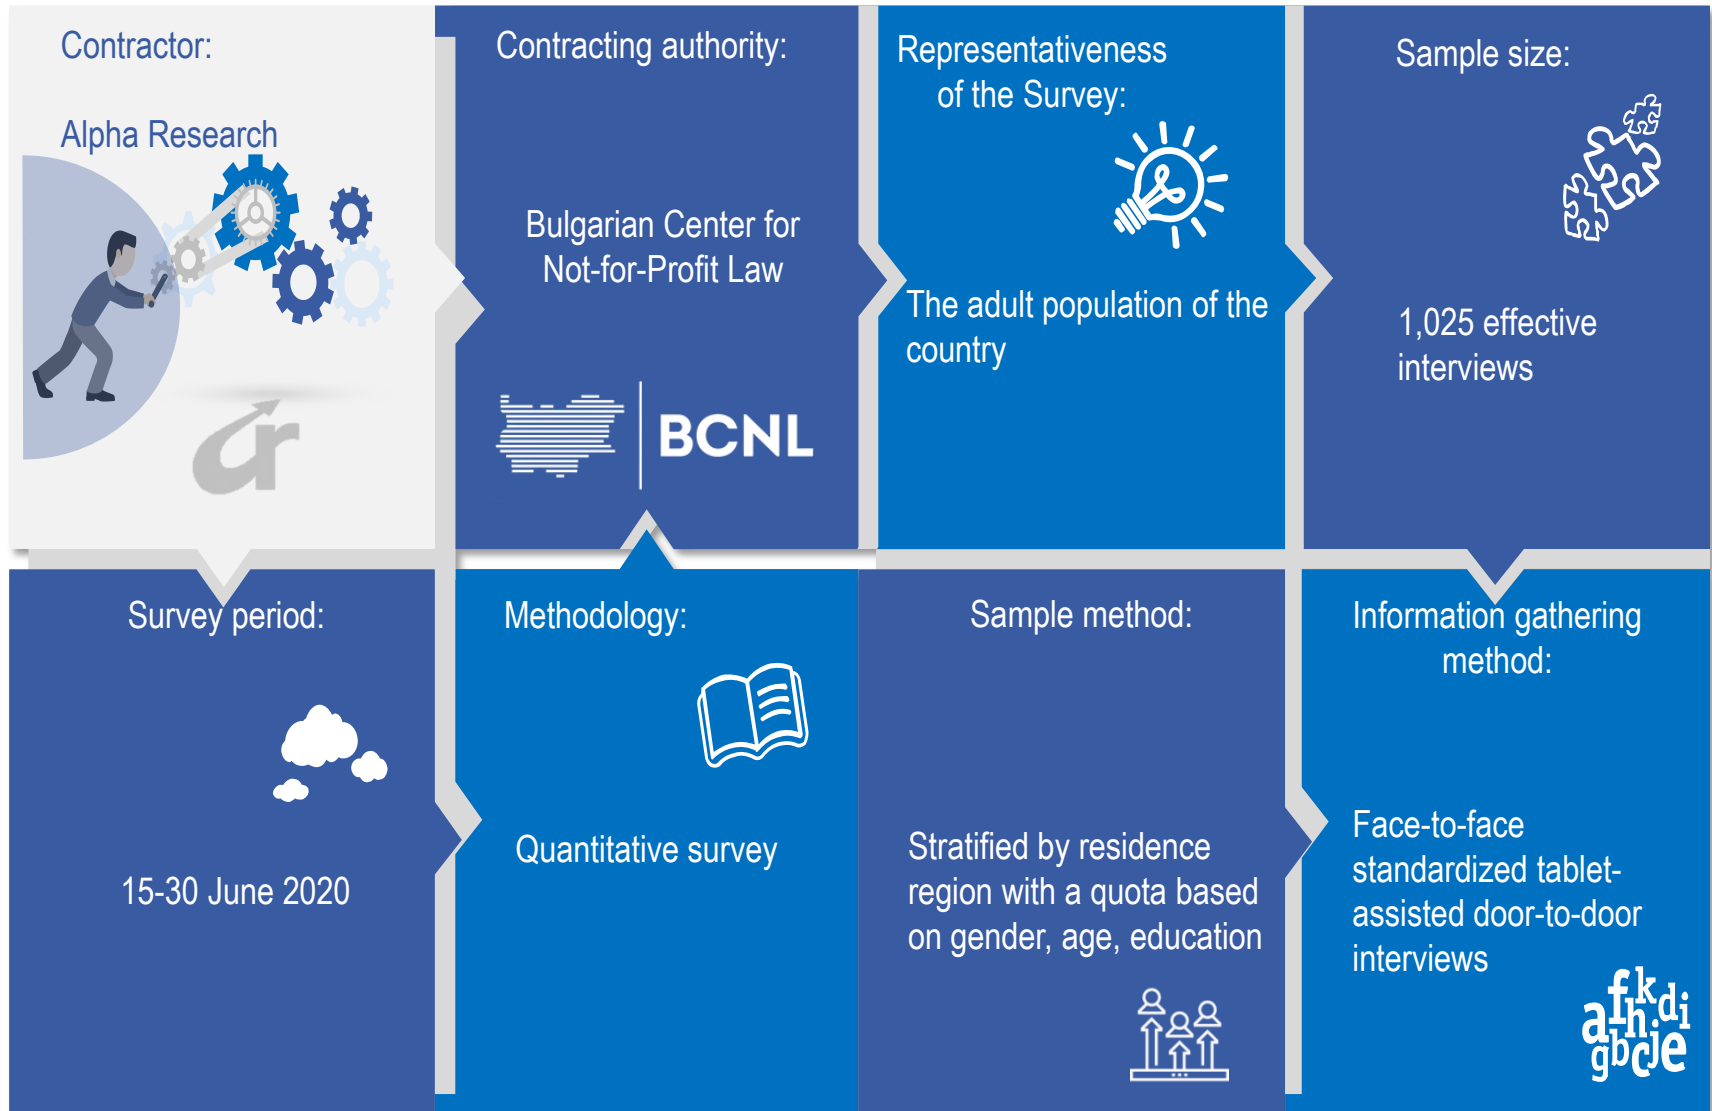 Contractor:
Alpha Research
Contracting authority:
Bulgarian Center for
Not-for-Profit Law
BCNL
Representativeness
of the Survey:
The adult population of the
country
Sample size:
1,025 effective
interviews
Survey period:
15-30 June 2020
Methodology:
Quantitative survey
Sample method:
Stratified by residence
region with a quota based
on gender, age, education
Information gathering
method:
Face-to-face
standardized tablet-
assisted door-to-door
interviews
afhkdi
gbcje